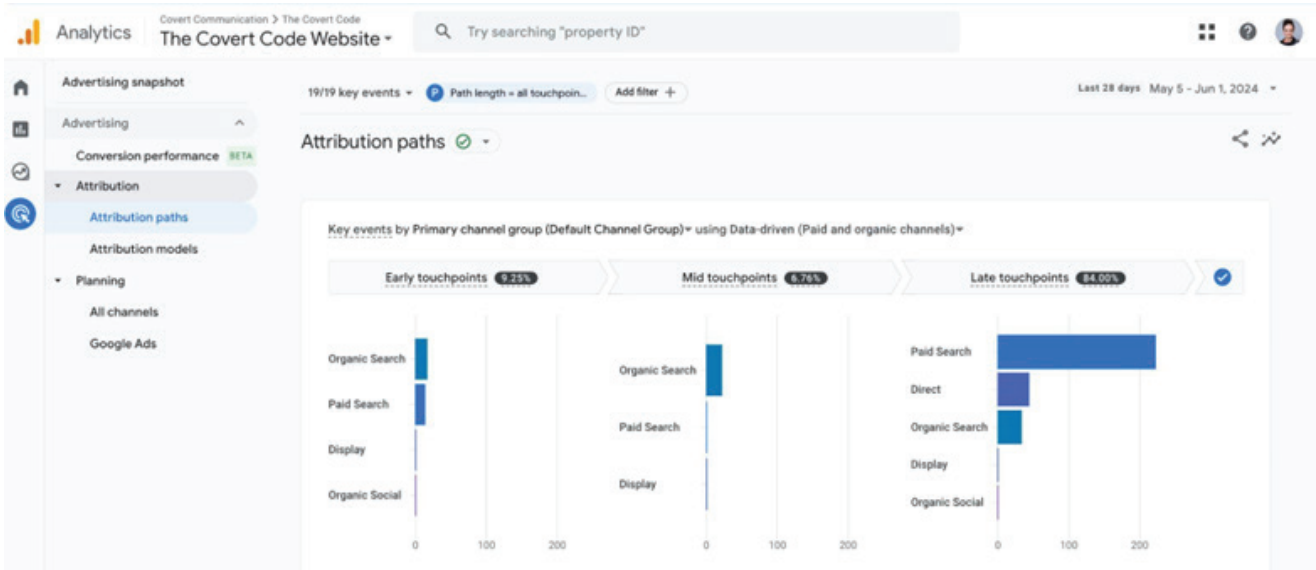 Analytics
Covert Communication > The Covert Code
The Covert Code Website
Try searching "property ID"
Advertising snapshot
Advertising
Conversion performance BETA
Attribution
Attribution paths
Attribution models
Planning
All channels
Google Ads
19/19 key events
P Path length = all touchpoin...
Add filter +
Last 28 days May 5 - Jun 1, 2024
Attribution paths
Key events by Primary channel group (Default Channel Group) using Data-driven (Paid and organic channels)
Early touchpoints 9.25%
Mid touchpoints 6.76%
Late touchpoints 84.00%
Organic Search
Paid Search
Display
Organic Social
0 100 200
Organic Search
Paid Search
Display
0 100 200
Paid Search
Direct
Organic Search
Display
Organic Social
0 100 200